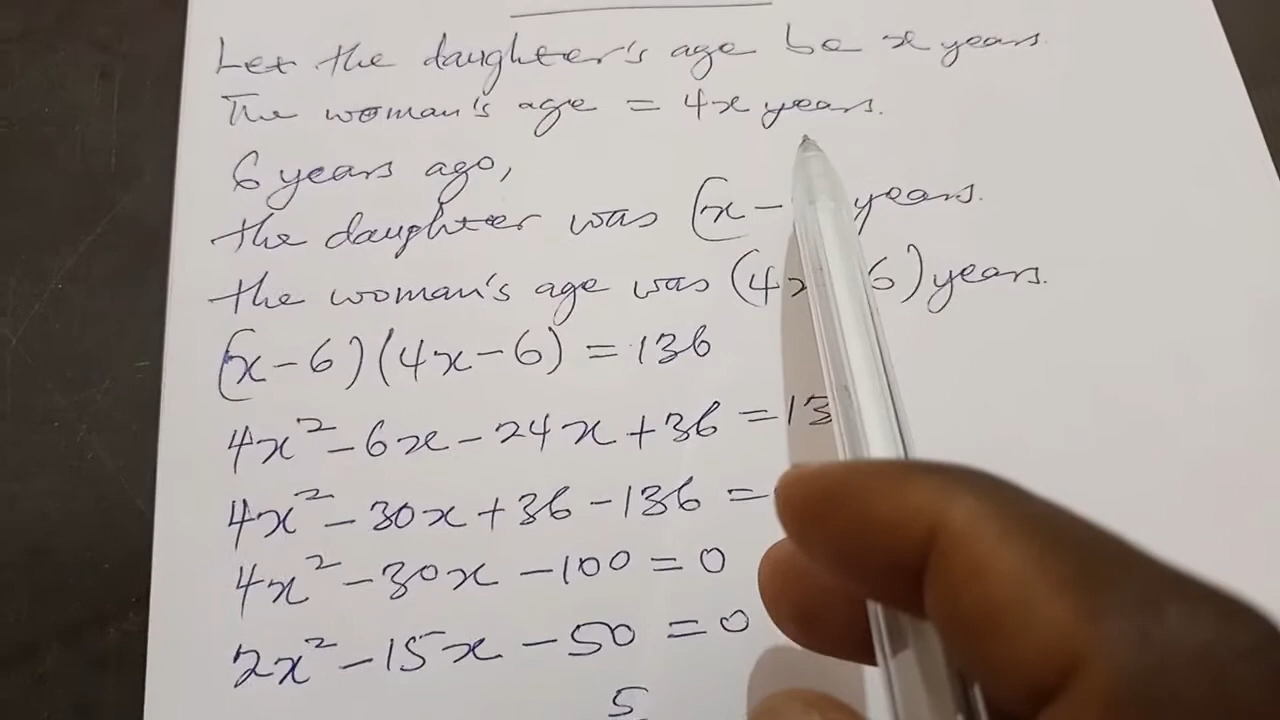 Let the daughter's age be x years.
The woman's age = 4x years.
6 years ago,
the daughter was (x - years.
the woman's age was (4x 6) years.
(x - 6)(4x - 6) = 136
4x² - 6x - 24x + 36 = 13
4x² - 30x + 36 - 136 =
4x² - 30x - 100 = 0
2x² - 15x - 50 = 0
5